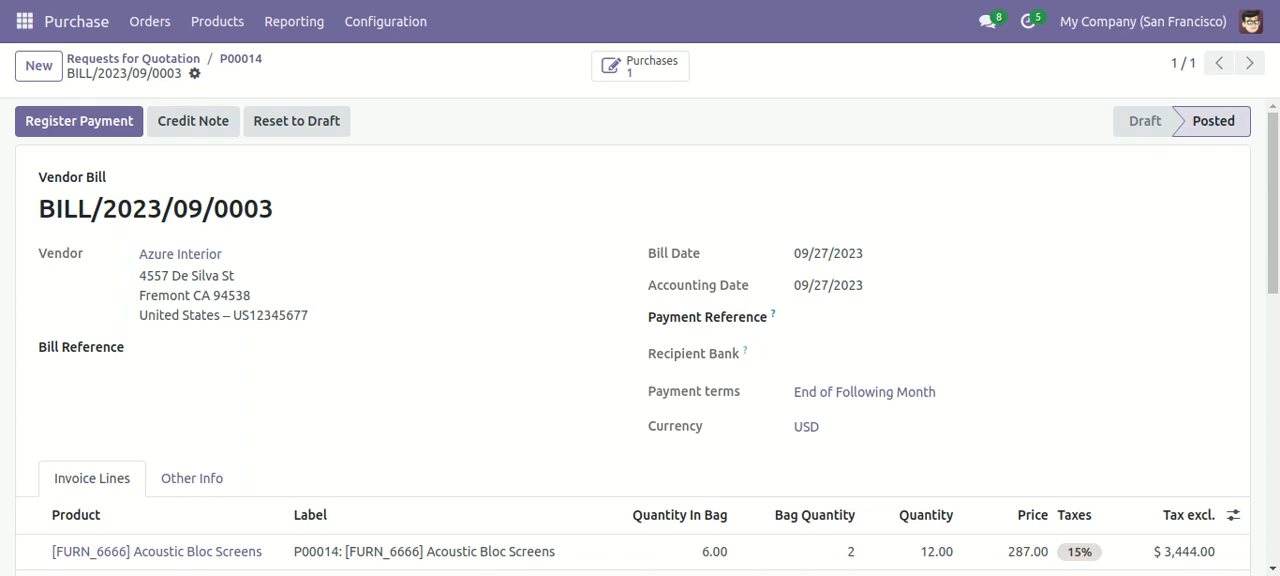 Purchase Orders Products Reporting Configuration 8 5 My Company (San Francisco)
New Requests for Quotation / P00014
BILL/2023/09/0003
Purchases
1
1 / 1
Register Payment Credit Note Reset to Draft Draft Posted
Vendor Bill
BILL/2023/09/0003
Vendor Azure Interior
4557 De Silva St
Fremont CA 94538
United States – US12345677
Bill Reference
Bill Date 09/27/2023
Accounting Date 09/27/2023
Payment Reference ?
Recipient Bank ?
Payment terms End of Following Month
Currency USD
Invoice Lines Other Info
Product Label Quantity In Bag Bag Quantity Quantity Price Taxes Tax excl.
[FURN_6666] Acoustic Bloc Screens P00014: [FURN_6666] Acoustic Bloc Screens 6.00 2 12.00 287.00 15% $ 3,444.00